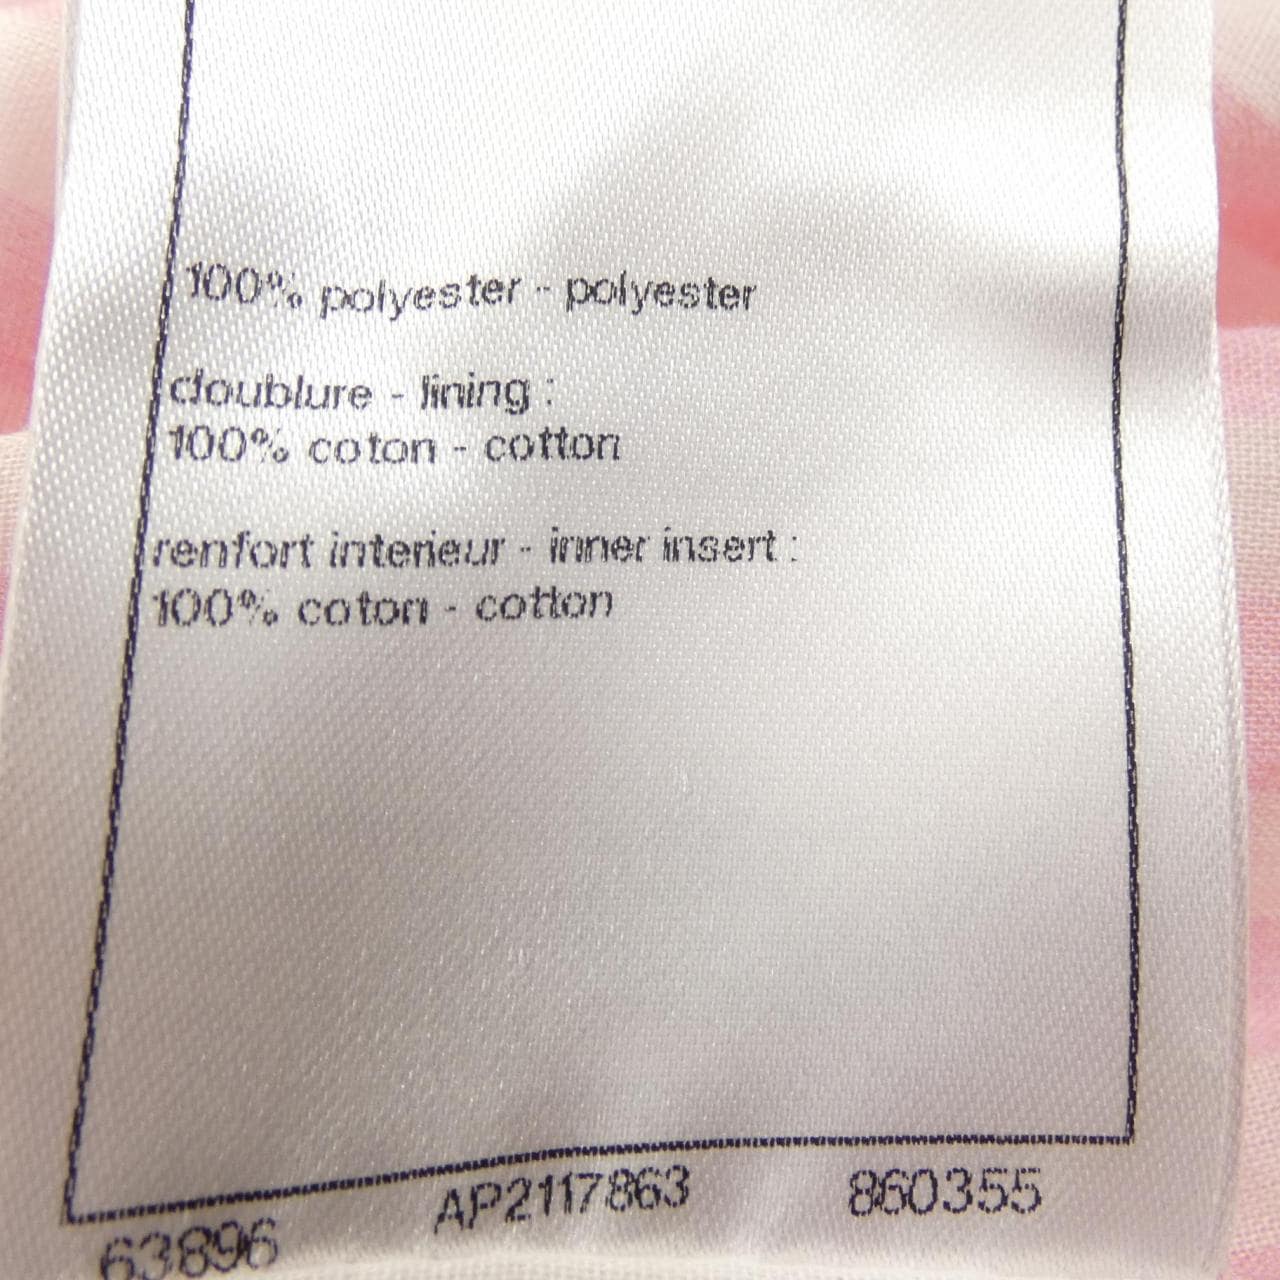 100% polyester - polyester
doublure - lining :
100% coton - cotton
renfort interieur - inner insert :
100% coton - cotton
63896 AP2117863 860355